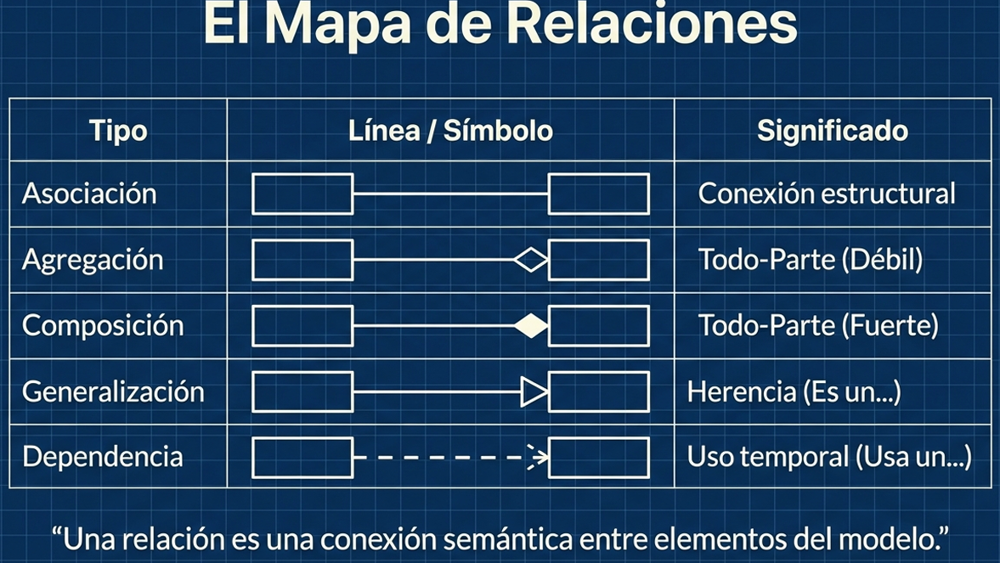 El Mapa de Relaciones
Tipo Línea / Símbolo Significado
Asociación Conexión estructural
Agregación Todo-Parte (Débil)
Composición Todo-Parte (Fuerte)
Generalización Herencia (Es un...)
Dependencia Uso temporal (Usa un...)
“Una relación es una conexión semántica entre elementos del modelo.”